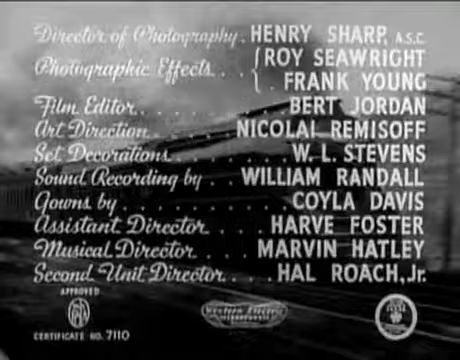 Director of Photography . HENRY SHARP, A.S.C.
Photographic Effects . . . { ROY SEAWRIGHT
. FRANK YOUNG
Film Editor . . . . . . . . . BERT JORDAN
Art Direction . . . . . . NICOLAI REMISOFF
Set Decorations . . . . . . . . . W. L. STEVENS
Sound Recording by . . . WILLIAM RANDALL
Gowns by . . . . . . . . . . COYLA DAVIS
Assistant Director . . . . HARVE FOSTER
Musical Director . . . . MARVIN HATLEY
Second Unit Director . . . . HAL ROACH, Jr.
APPROVED
CERTIFICATE NO. 7110
Western Electric